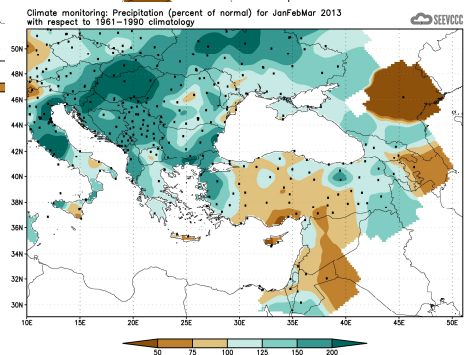 Climate monitoring: Precipitation (percent of normal) for JanFebMar 2013
with respect to 1961–1990 climatology
SEEVCCC
50N
48N
46N
44N
42N
40N
38N
36N
34N
32N
30N
10E 15E 20E 25E 30E 35E 40E 45E 50E
50 75 100 125 150 200